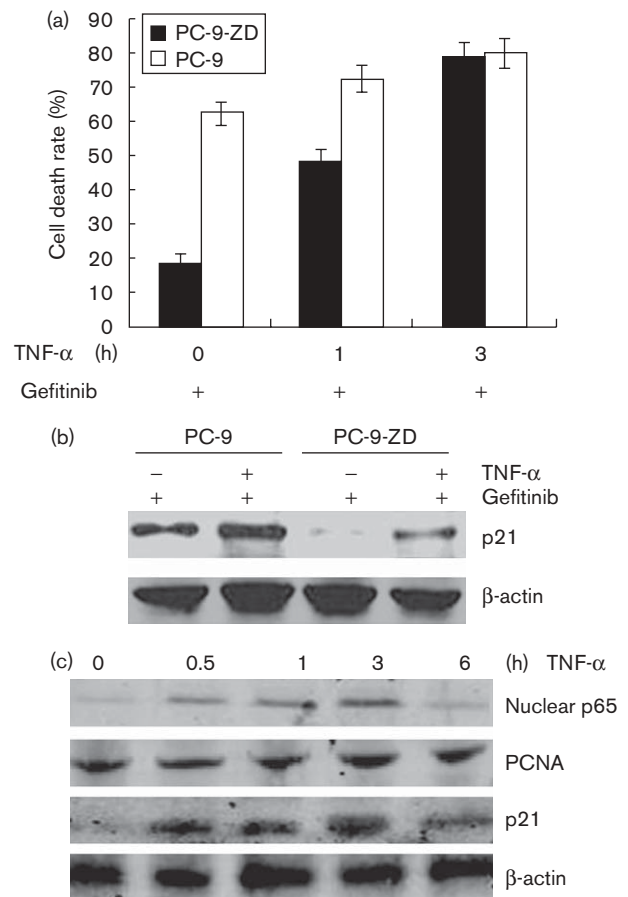 (a)
PC-9-ZD
PC-9
Cell death rate (%)
90
80
70
60
50
40
30
20
10
0
TNF-α (h) 0 1 3
Gefitinib + + +
(b)
PC-9 PC-9-ZD
– + – + TNF-α
+ + + + Gefitinib
p21
β-actin
(c) 0 0.5 1 3 6 (h) TNF-α
Nuclear p65
PCNA
p21
β-actin